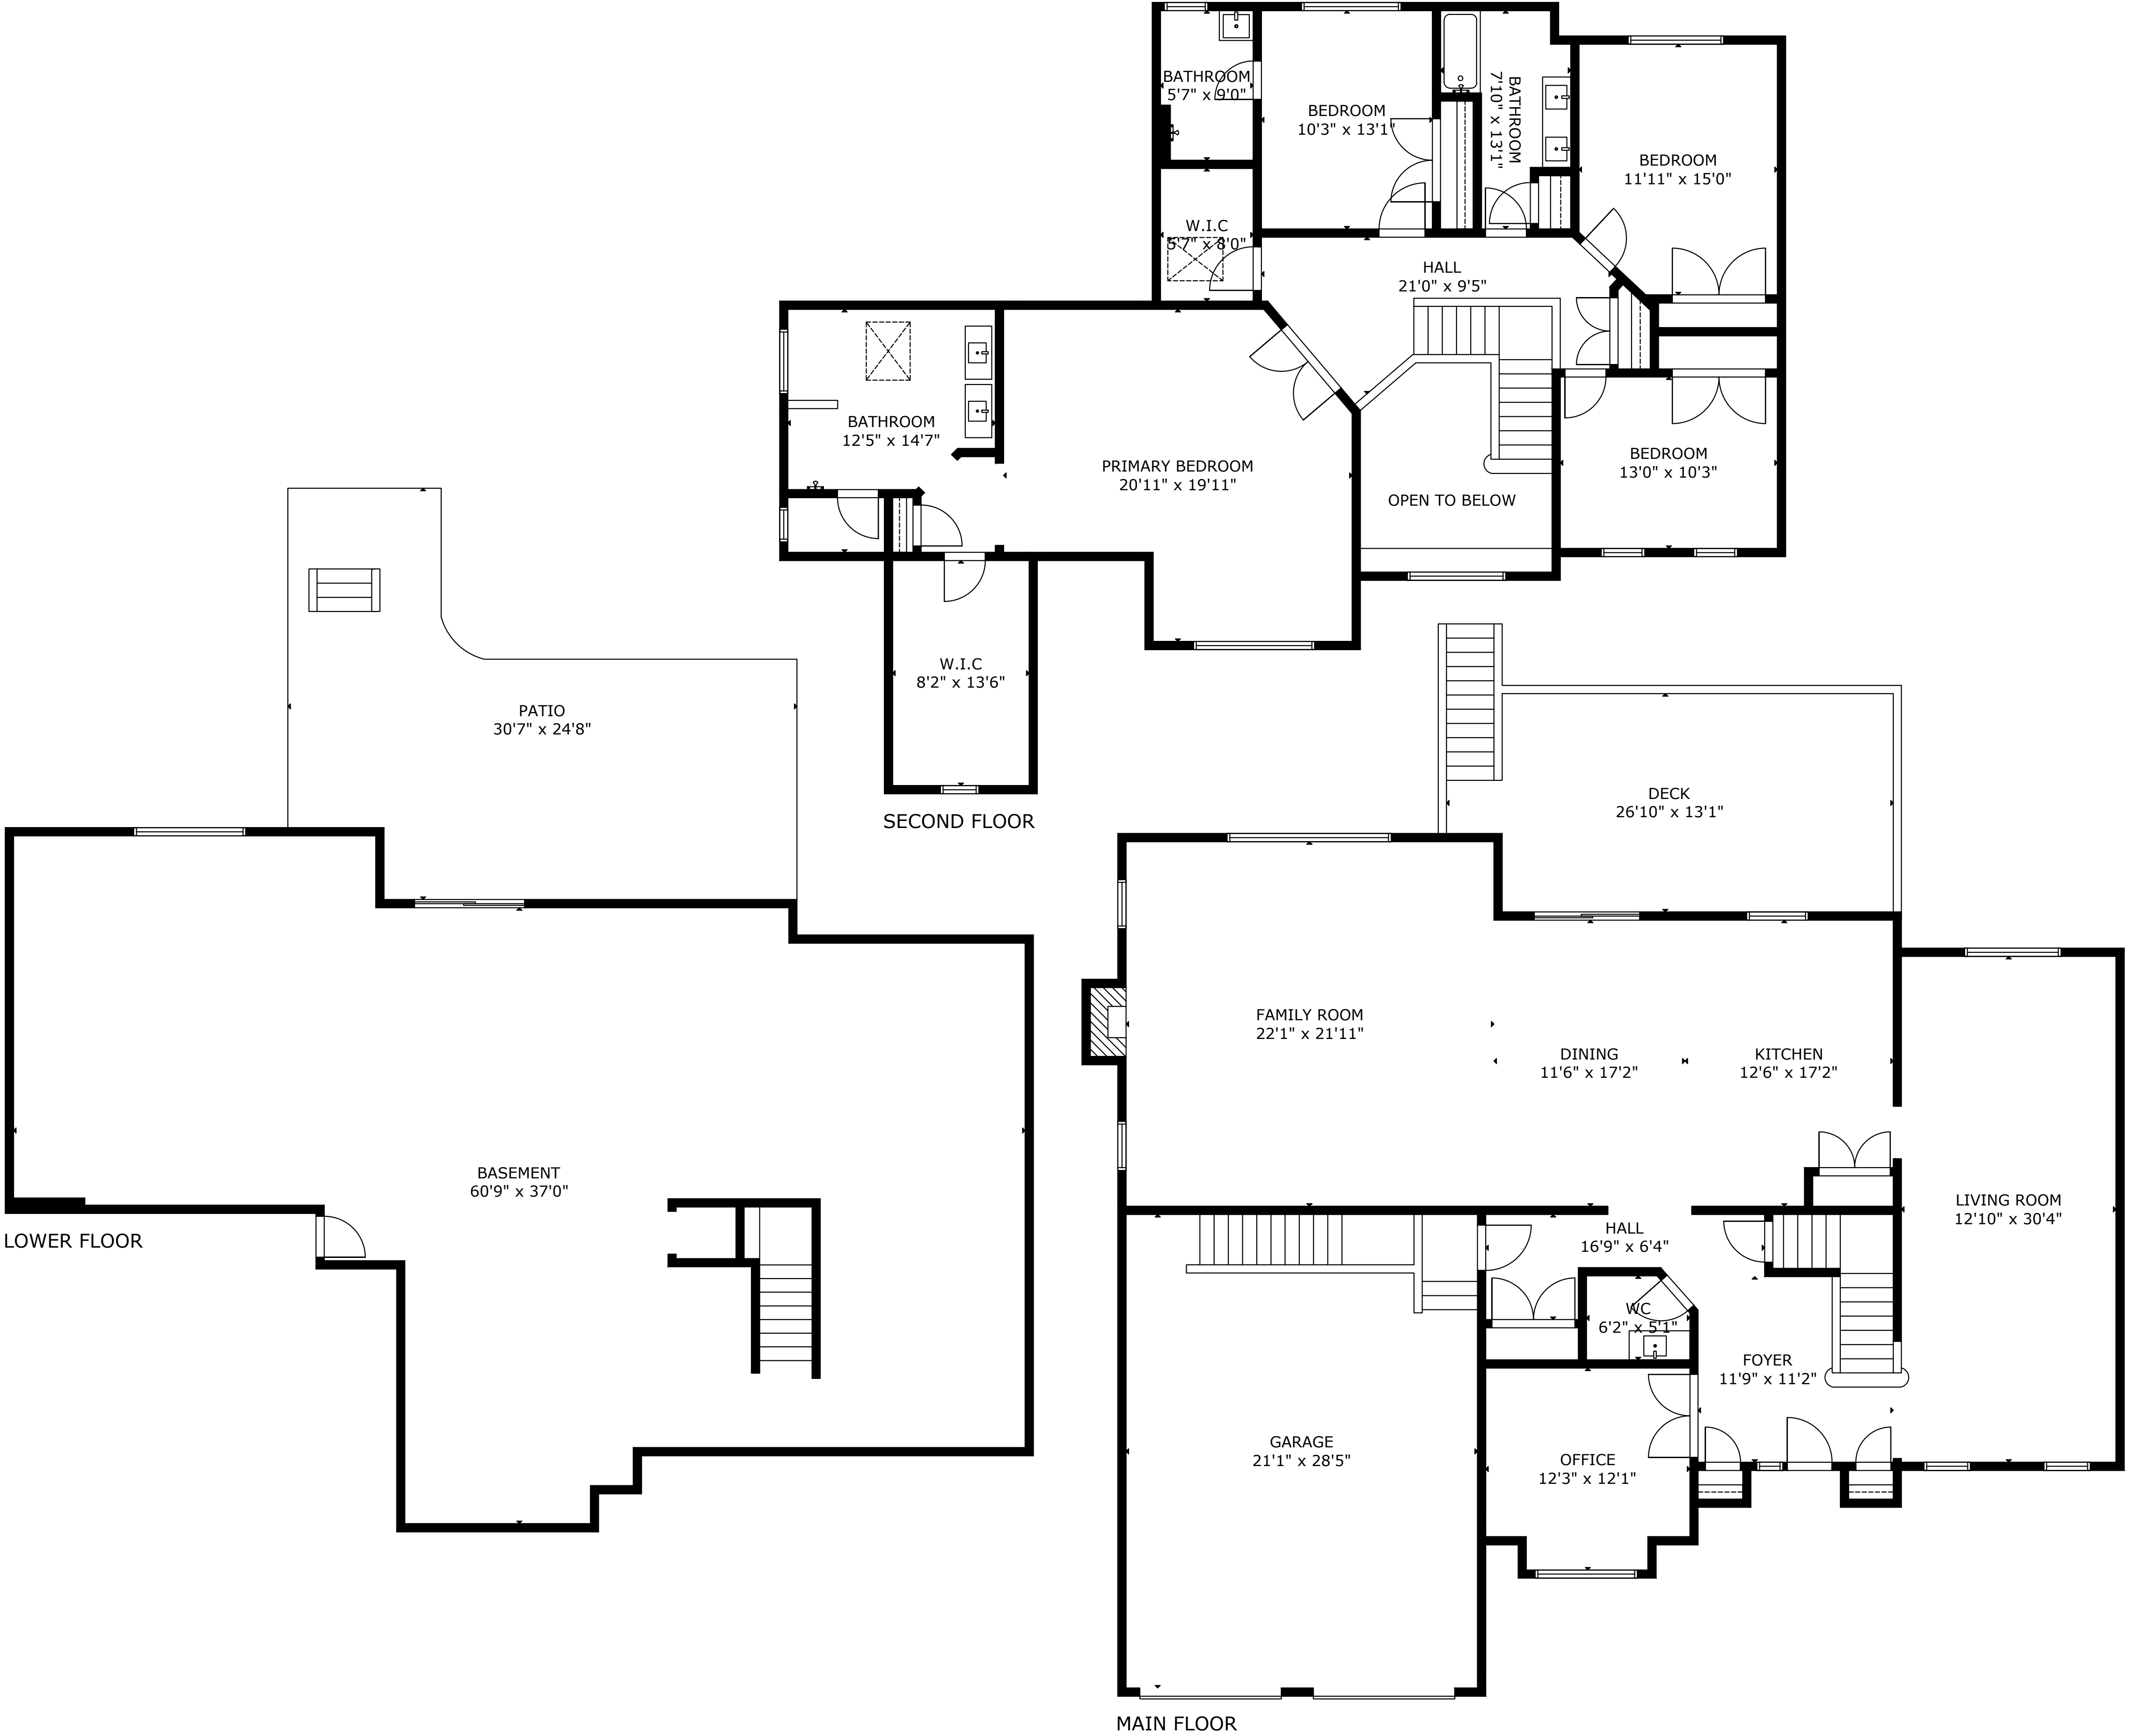 BATHROOM
5'7" x 9'0"
BEDROOM
10'3" x 13'1"
BATHROOM
7'10" x 13'1"
BEDROOM
11'11" x 15'0"
W.I.C
5'7" x 8'0"
HALL
21'0" x 9'5"
BATHROOM
12'5" x 14'7"
PRIMARY BEDROOM
20'11" x 19'11"
OPEN TO BELOW
BEDROOM
13'0" x 10'3"
W.I.C
8'2" x 13'6"
SECOND FLOOR
PATIO
30'7" x 24'8"
BASEMENT
60'9" x 37'0"
LOWER FLOOR
DECK
26'10" x 13'1"
FAMILY ROOM
22'1" x 21'11"
DINING
11'6" x 17'2"
KITCHEN
12'6" x 17'2"
LIVING ROOM
12'10" x 30'4"
HALL
16'9" x 6'4"
WC
6'2" x 5'1"
FOYER
11'9" x 11'2"
GARAGE
21'1" x 28'5"
OFFICE
12'3" x 12'1"
MAIN FLOOR